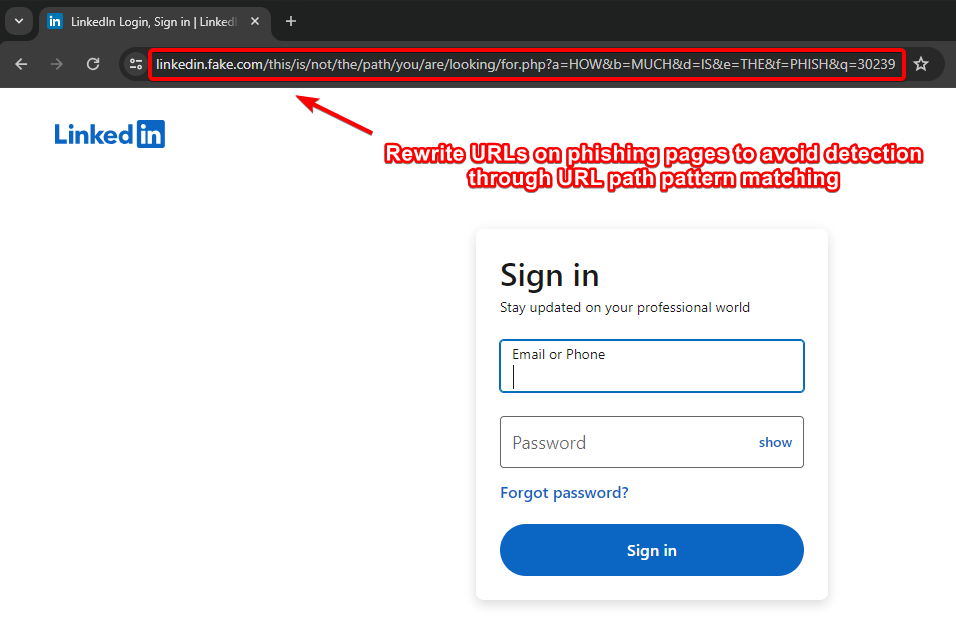 LinkedIn Login, Sign in | LinkedI
linkedin.fake.com/this/is/not/the/path/you/are/looking/for.php?a=HOW&b=MUCH&d=IS&e=THE&f=PHISH&q=30239
Linked in
Rewrite URLs on phishing pages to avoid detection
through URL path pattern matching
Sign in
Stay updated on your professional world
Email or Phone
Password show
Forgot password?
Sign in